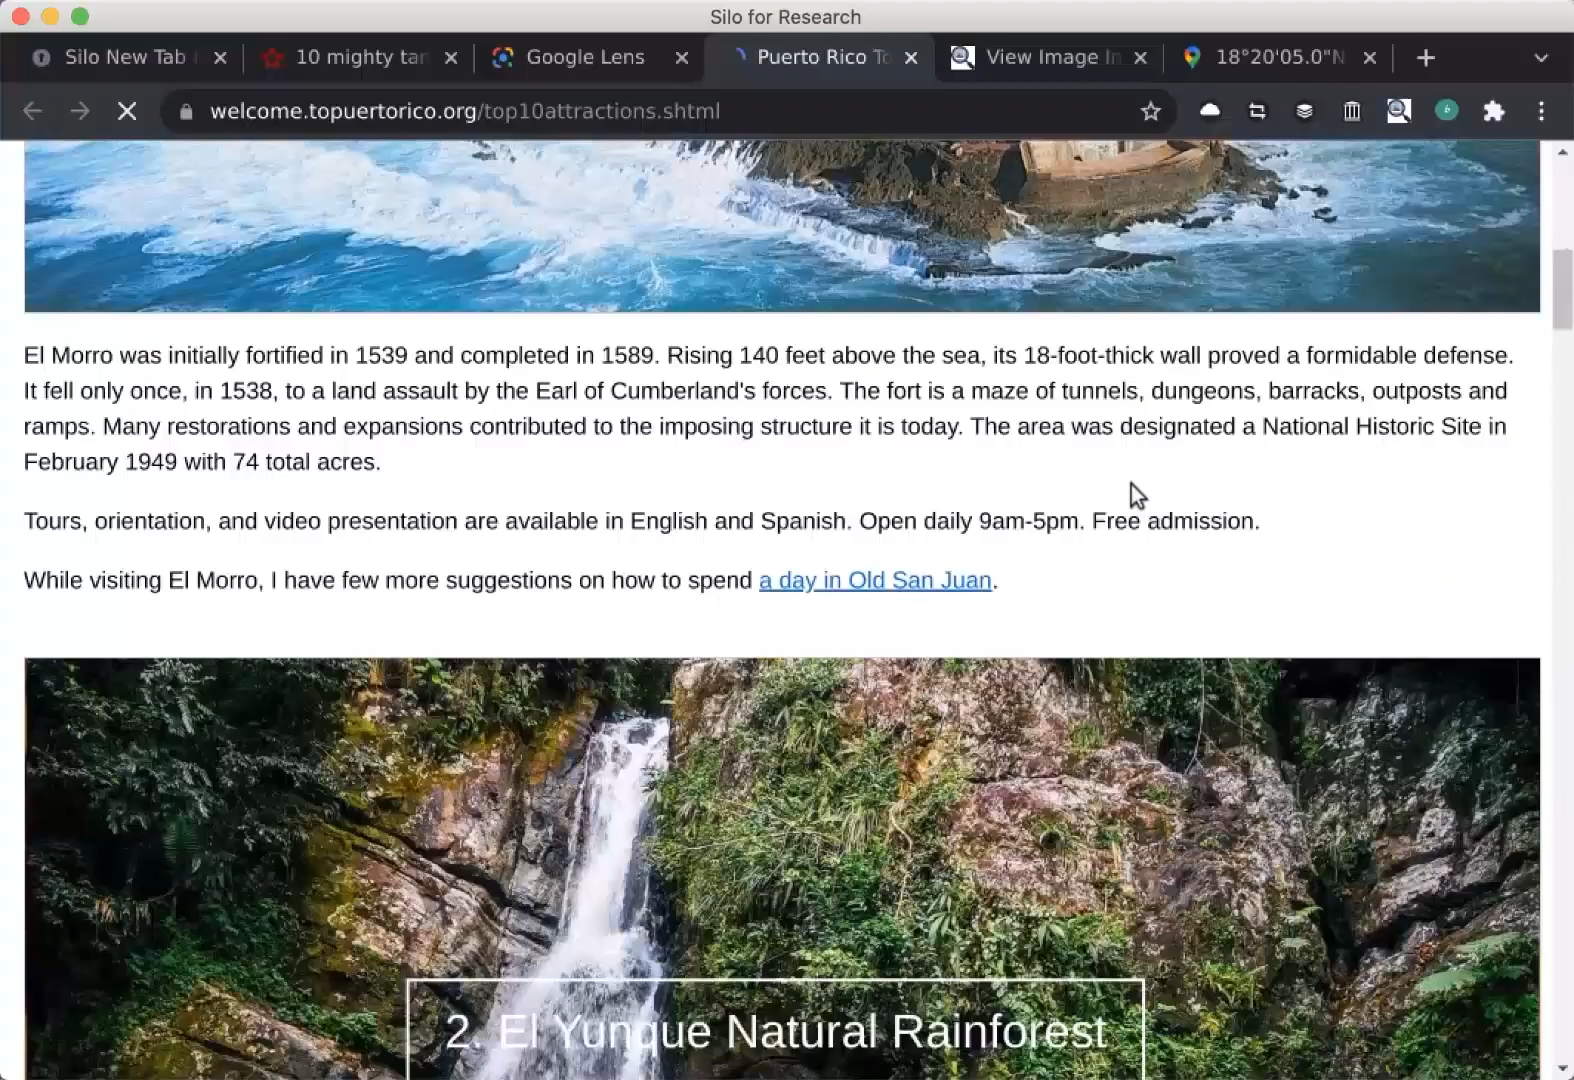 Silo for Research
Silo New Tab
10 mighty tan
Google Lens
Puerto Rico To
View Image In
18°20'05.0"N
welcome.topuertorico.org/top10attractions.shtml
El Morro was initially fortified in 1539 and completed in 1589. Rising 140 feet above the sea, its 18-foot-thick wall proved a formidable defense.
It fell only once, in 1538, to a land assault by the Earl of Cumberland's forces. The fort is a maze of tunnels, dungeons, barracks, outposts and
ramps. Many restorations and expansions contributed to the imposing structure it is today. The area was designated a National Historic Site in
February 1949 with 74 total acres.
Tours, orientation, and video presentation are available in English and Spanish. Open daily 9am-5pm. Free admission.
While visiting El Morro, I have few more suggestions on how to spend a day in Old San Juan.
2. El Yunque Natural Rainforest